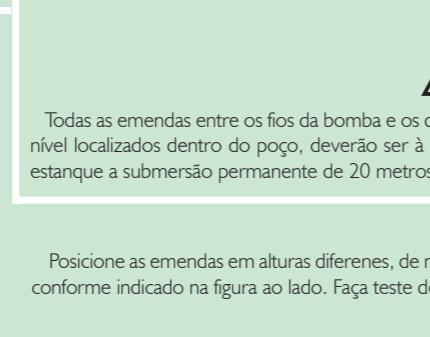 Todas as emendas entre os fios da bomba e os
nível localizados dentro do poço, deverão ser à
estanque a submersão permanente de 20 metros
Posicione as emendas em alturas diferenes, de
conforme indicado na figura ao lado. Faça teste